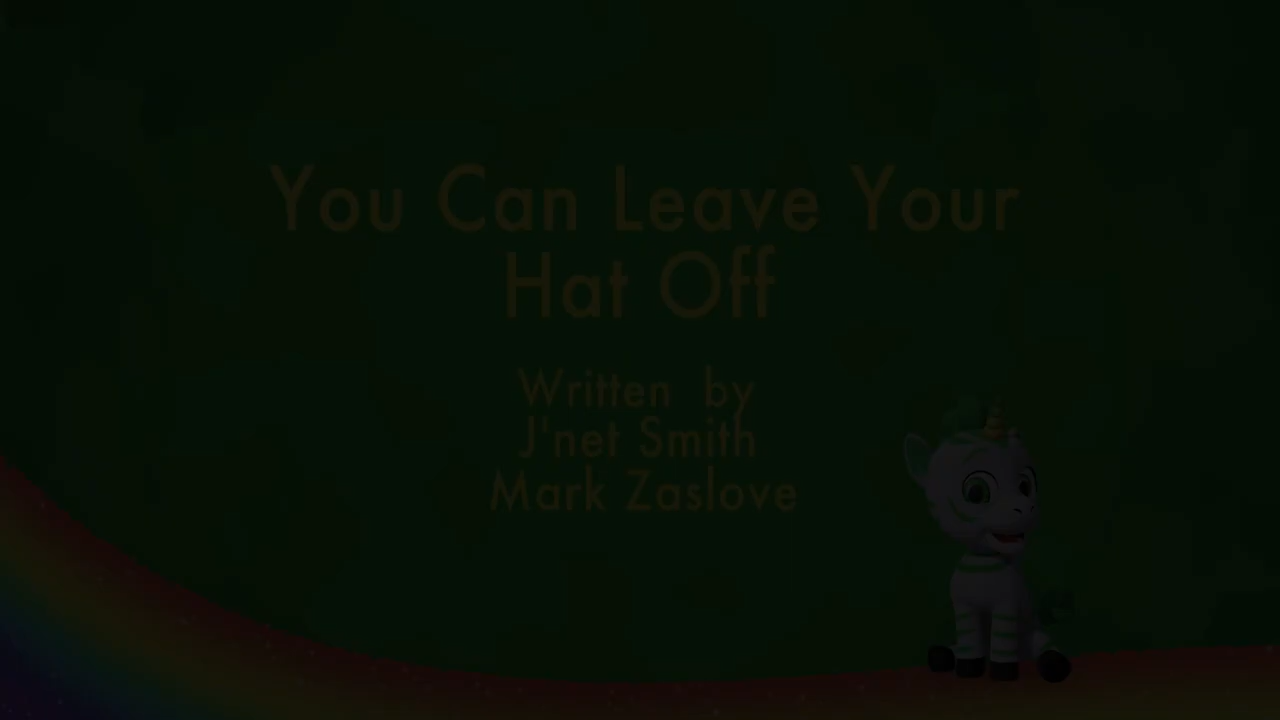 You Can Leave Your
Hat Off
Written by
J'net Smith
Mark Zaslove